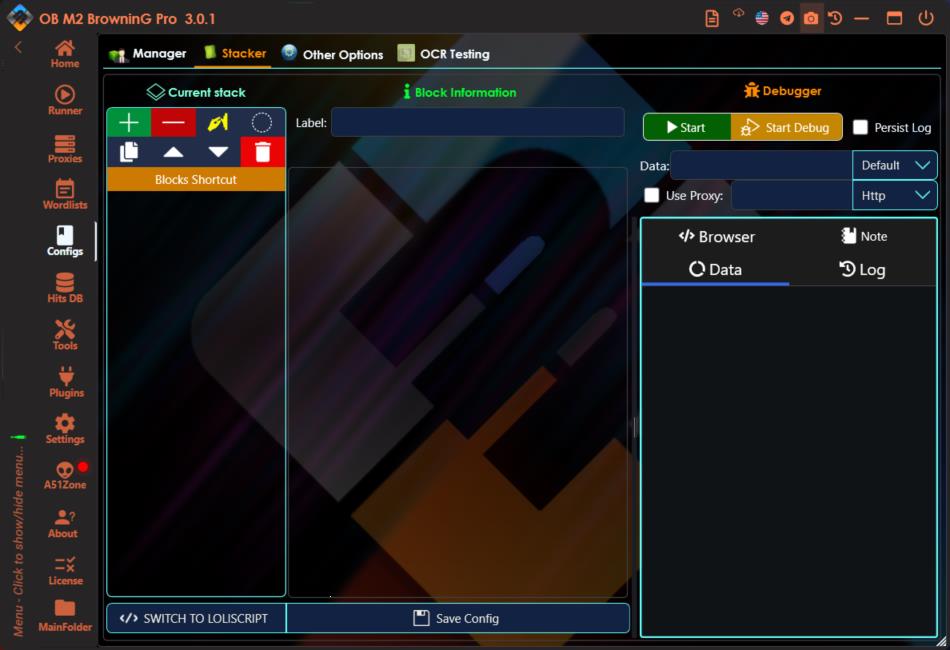 OB M2 BrowninG Pro 3.0.1
Home
Runner
Proxies
Wordlists
Configs
Hits DB
Tools
Plugins
Settings
A51Zone
About
License
MainFolder
Menu - Click to show/hide menu...
Manager
Stacker
Other Options
OCR Testing
Current stack
Blocks Shortcut
SWITCH TO LOLISCRIPT
Block Information
Label:
Save Config
Debugger
Start
Start Debug
Persist Log
Data:
Default
Use Proxy:
Http
</> Browser
Note
Data
Log